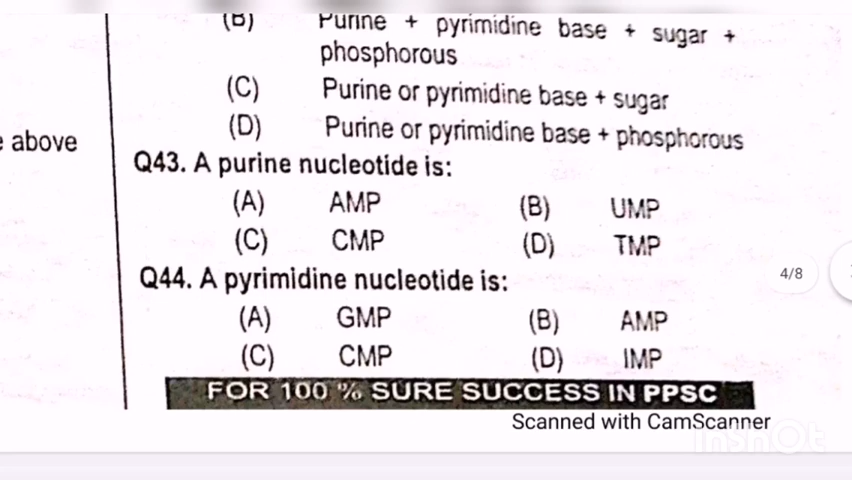 (B) Purine + pyrimidine base + sugar +
phosphorous
(C) Purine or pyrimidine base + sugar
(D) Purine or pyrimidine base + phosphorous
e above
Q43. A purine nucleotide is:
(A) AMP (B) UMP
(C) CMP (D) TMP
Q44. A pyrimidine nucleotide is:
4/8
(A) GMP (B) AMP
(C) CMP (D) IMP
FOR 100 % SURE SUCCESS IN PPSC
Scanned with CamScanner
InShOt